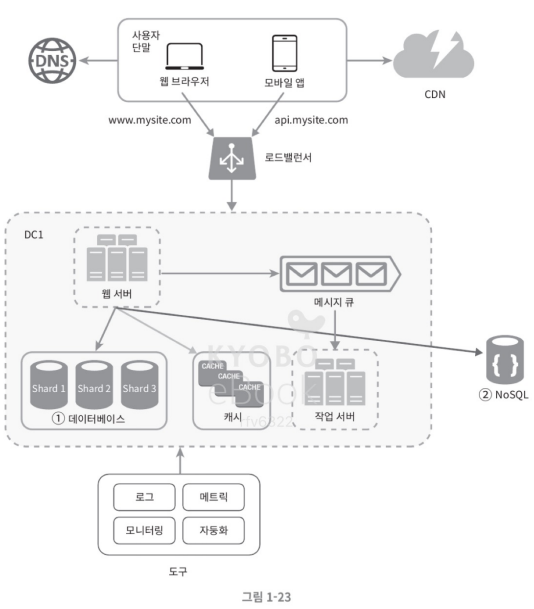 사용자
단말
DNS
웹 브라우저
모바일 앱
CDN
www.mysite.com
api.mysite.com
로드밸런서
DC1
웹 서버
메시지 큐
KYOBO
eBook
Shard 1
Shard 2
Shard 3
CACHE
CACHE
CACHE
{ }
① 데이터베이스
캐시
작업 서버
② NoSQL
로그
메트릭
모니터링
자동화
도구
그림 1-23